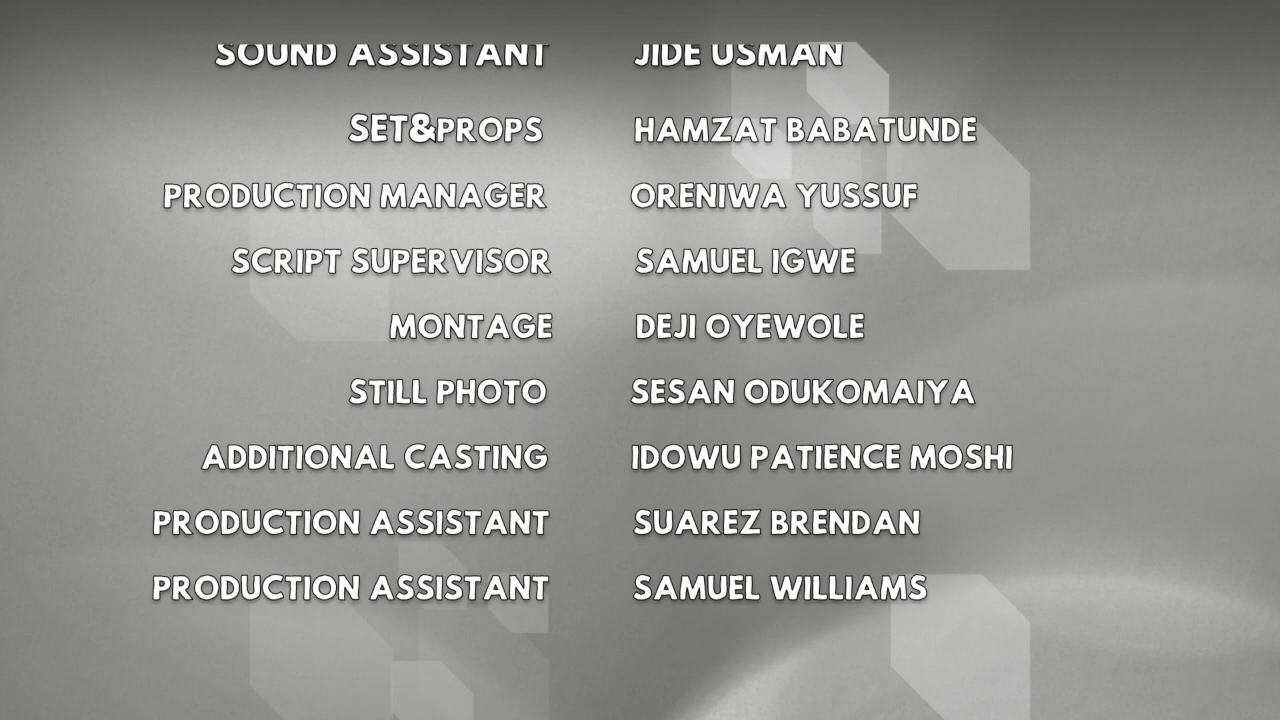 SOUND ASSISTANT JIDE USMAN
SET&PROPS HAMZAT BABATUNDE
PRODUCTION MANAGER ORENIWA YUSSUF
SCRIPT SUPERVISOR SAMUEL IGWE
MONTAGE DEJI OYEWOLE
STILL PHOTO SESAN ODUKOMAIYA
ADDITIONAL CASTING IDOWU PATIENCE MOSHI
PRODUCTION ASSISTANT SUAREZ BRENDAN
PRODUCTION ASSISTANT SAMUEL WILLIAMS